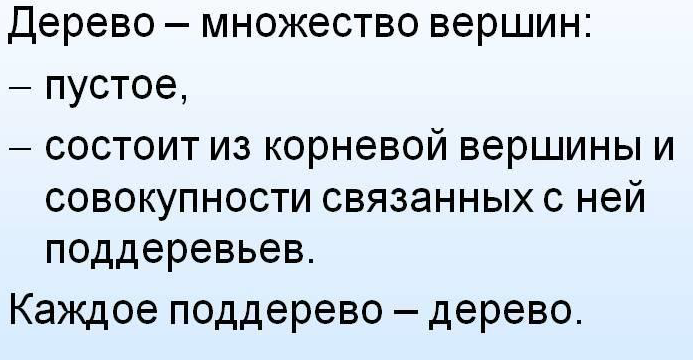 Дерево – множество вершин:
– пустое,
– состоит из корневой вершины и
совокупности связанных с ней
поддеревьев.
Каждое поддерево – дерево.